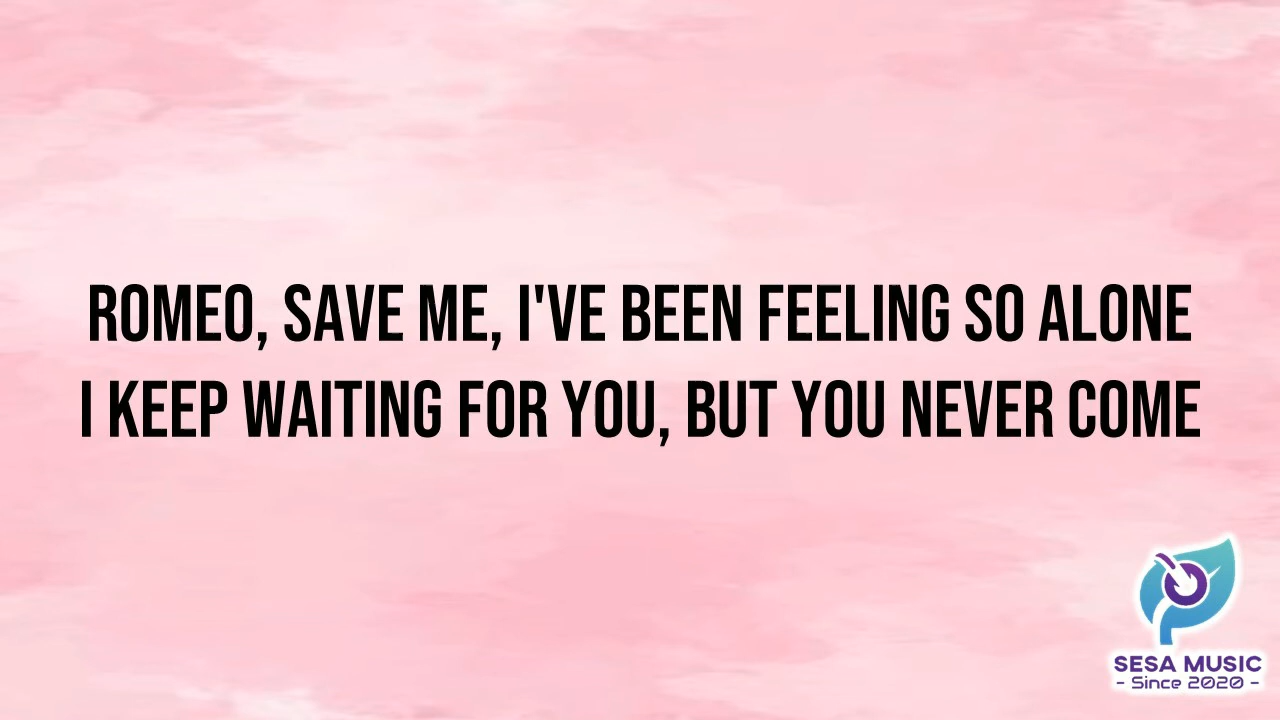 ROMEO, SAVE ME, I'VE BEEN FEELING SO ALONE
I KEEP WAITING FOR YOU, BUT YOU NEVER COME
SESA MUSIC
- Since 2020 -